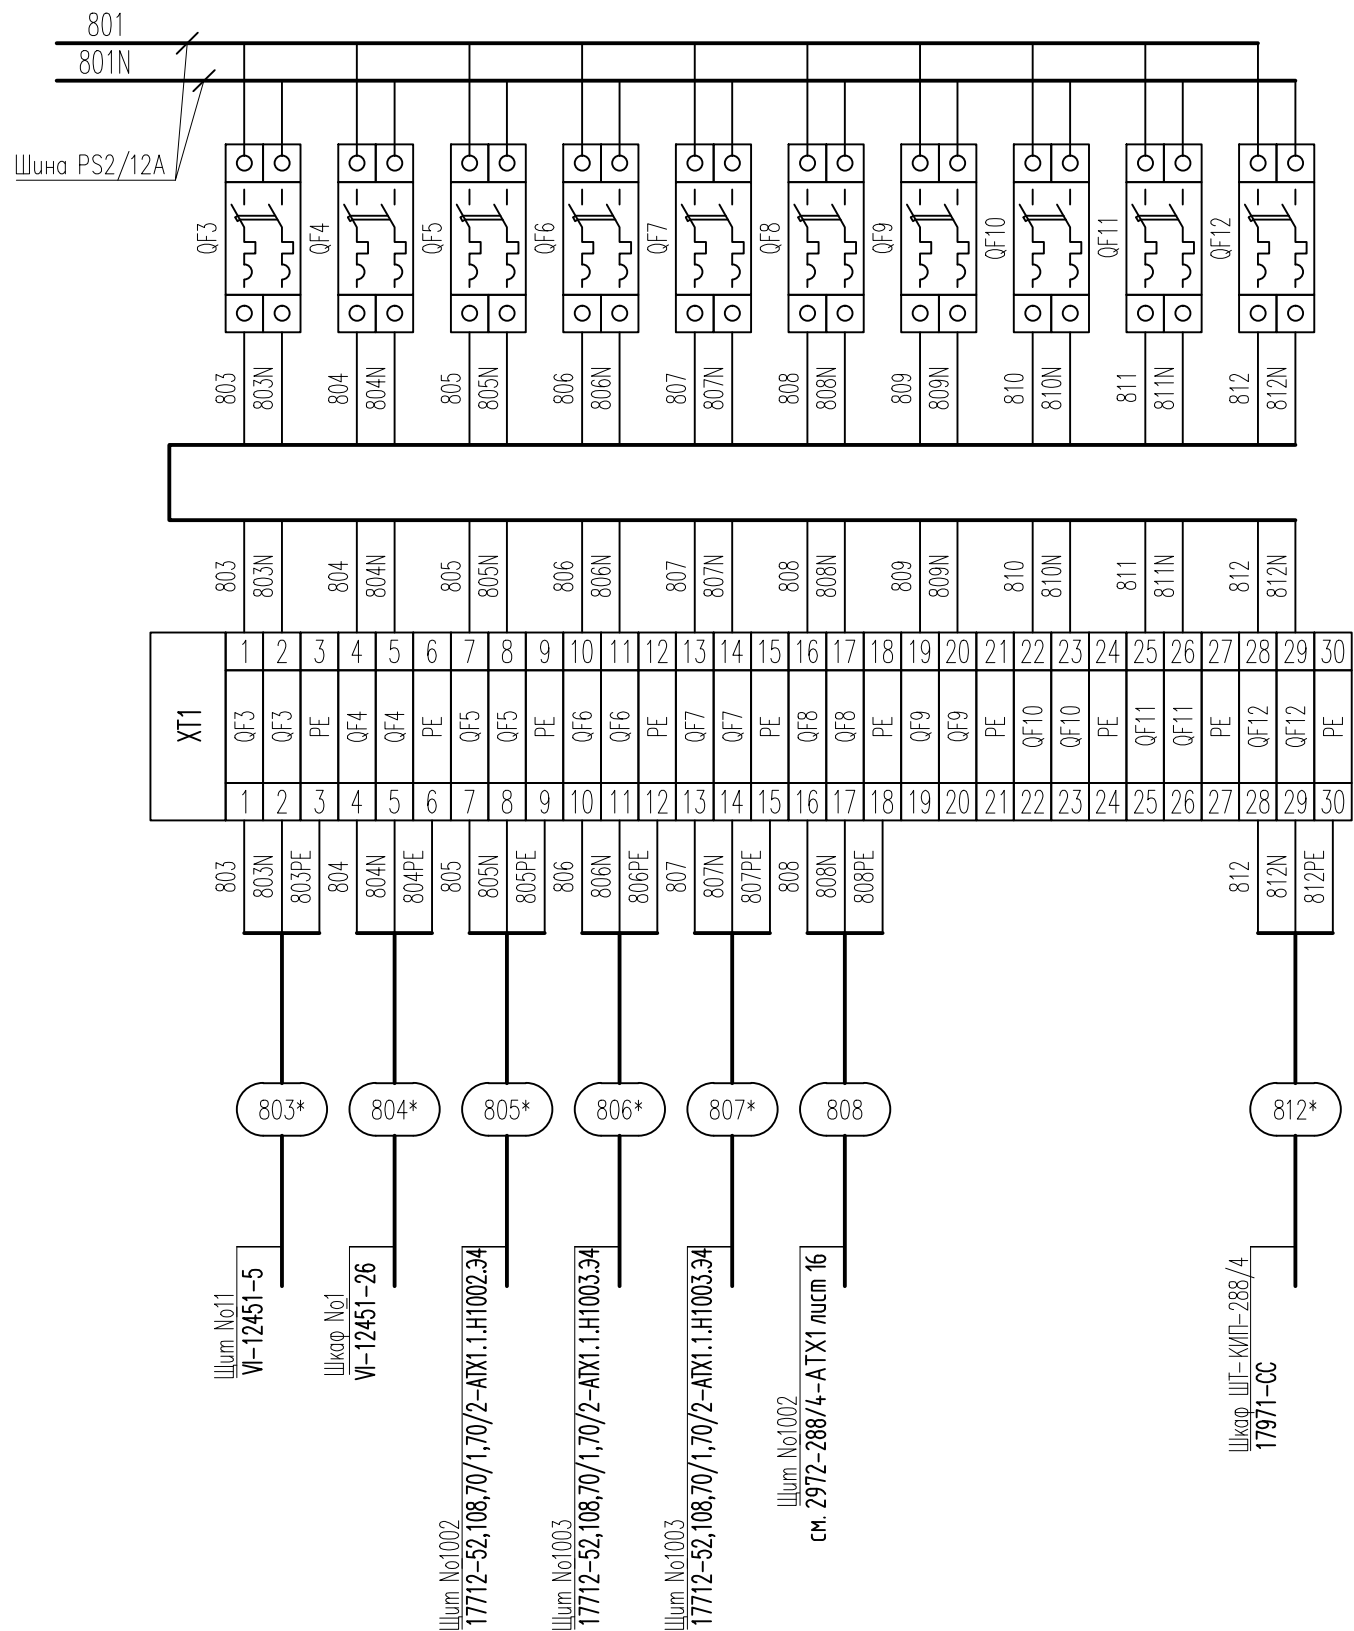 801
801N
Шина PS2/12A
QF3 QF4 QF5 QF6 QF7 QF8 QF9 QF10 QF11 QF12
803 803N 804 804N 805 805N 806 806N 807 807N 808 808N 809 809N 810 810N 811 811N 812 812N
803 803N 804 804N 805 805N 806 806N 807 807N 808 808N 809 809N 810 810N 811 811N 812 812N
XT1
1 2 3 4 5 6 7 8 9 10 11 12 13 14 15 16 17 18 19 20 21 22 23 24 25 26 27 28 29 30
QF3 QF3 PE QF4 QF4 PE QF5 QF5 PE QF6 QF6 PE QF7 QF7 PE QF8 QF8 PE QF9 QF9 PE QF10 QF10 PE QF11 QF11 PE QF12 QF12 PE
1 2 3 4 5 6 7 8 9 10 11 12 13 14 15 16 17 18 19 20 21 22 23 24 25 26 27 28 29 30
803 803N 803PE 804 804N 804PE 805 805N 805PE 806 806N 806PE 807 807N 807PE 808 808N 808PE 812 812N 812PE
803* 804* 805* 806* 807* 808 812*
Щит No11
VI-12451-5
Шкаф No1
VI-12451-26
Щит No1002
17712-52,108,70/1,70/2-АТХ1.1.Н1002.Э4
Щит No1003
17712-52,108,70/1,70/2-АТХ1.1.Н1003.Э4
Щит No1003
17712-52,108,70/1,70/2-АТХ1.1.Н1003.Э4
Щит No1002
см. 2972-288/4-АТХ1 лист 16
Шкаф ШТ-КИП-288/4
17971-СС